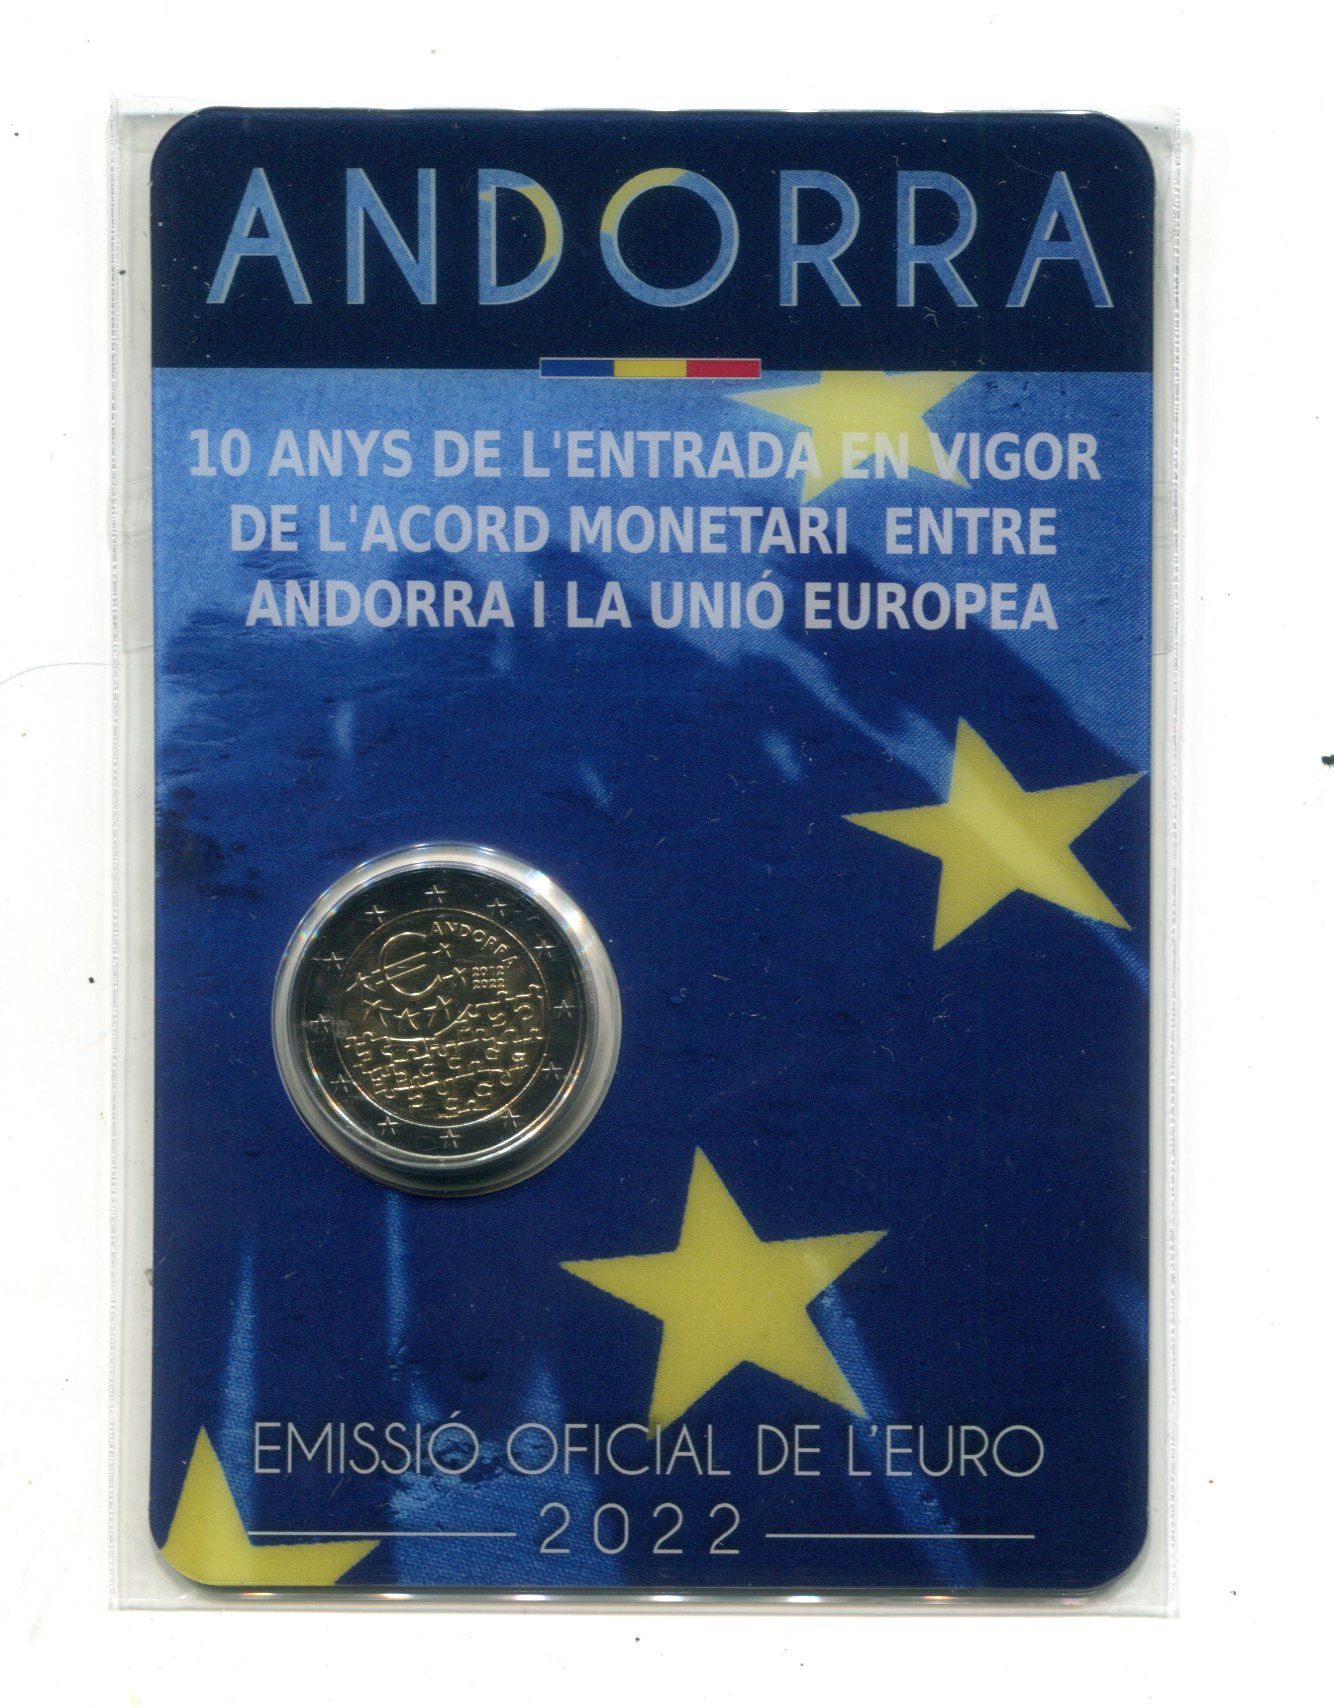 ANDORRA
10 ANYS DE L'ENTRADA EN VIGOR
DE L'ACORD MONETARI ENTRE
ANDORRA I LA UNIÓ EUROPEA
ANDORRA
2012
2022
EMISSIÓ OFICIAL DE L'EURO
2022